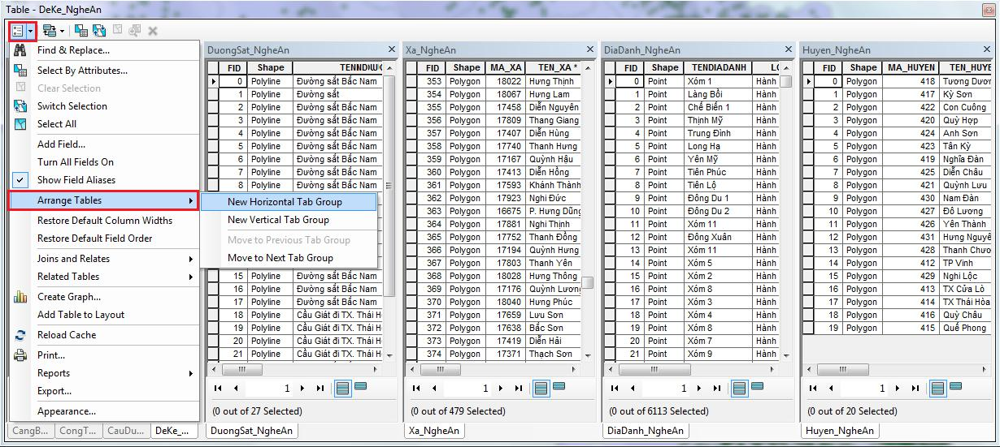 Table - DeKe_NgheAn
Find & Replace...
Select By Attributes...
Clear Selection
Switch Selection
Select All
Add Field...
Turn All Fields On
Show Field Aliases
Arrange Tables
Restore Default Column Widths
Restore Default Field Order
Joins and Relates
Related Tables
Create Graph...
Add Table to Layout
Reload Cache
Print...
Reports
Export...
Appearance...
New Horizontal Tab Group
New Vertical Tab Group
Move to Previous Tab Group
Move to Next Tab Group
DuongSat_NgheAn
FID Shape
0 Polyline Đường sắt Bắc Nam
1 Polyline Đường sắt
2 Polyline Đường sắt Bắc Nam
3 Polyline Đường sắt Bắc Nam
4 Polyline Đường sắt Bắc Nam
5 Polyline Đường sắt Bắc Nam
6 Polyline Đường sắt Bắc Nam
7 Polyline Đường sắt Bắc Nam
8 Polyline Đường sắt Bắc Nam
15 Polyline Đường sắt Bắc Nam
16 Polyline Đường sắt Bắc Nam
17 Polyline Đường sắt Bắc Nam
18 Polyline Cầu Giát đi TX. Thái H
19 Polyline Cầu Giát đi TX. Thái H
20 Polyline Cầu Giát đi TX. Thái H
21 Polyline Cầu Giát đi TX. Thái H
1
(0 out of 27 Selected)
Xa_NgheAn
FID Shape MA_XA TEN_XA *
353 Polygon 18022 Hưng Thịnh
354 Polygon 18067 Hưng Lam
355 Polygon 17458 Diễn Nguyên
356 Polygon 17809 Thang Giang
357 Polygon 17407 Diễn Hùng
358 Polygon 17740 Thanh Hưng
359 Polygon 17167 Quỳnh Hậu
360 Polygon 17413 Diễn Hồng
361 Polygon 17593 Khánh Thành
362 Polygon 17923 Nghi Đức
363 Polygon 16675 P. Hưng Dũng
364 Polygon 17881 Nghi Thịnh
365 Polygon 17752 Thanh Đồng
366 Polygon 17194 Quỳnh Hưng
367 Polygon 17803 Thanh Yên
368 Polygon 18028 Hưng Thông
369 Polygon 17176 Quỳnh Lương
370 Polygon 18040 Hưng Phúc
371 Polygon 17659 Lưu Sơn
372 Polygon 17638 Bắc Sơn
373 Polygon 17419 Diễn Hải
374 Polygon 17371 Thạch Sơn
1
(0 out of 479 Selected)
DiaDanh_NgheAn
FID Shape TENDIADANH LO
0 Point Xóm 1 Hành
1 Point Làng Bồi Hành
2 Point Chế Biến 1 Hành
3 Point Thịnh Mỹ Hành
4 Point Trung Đình Hành
5 Point Long Hạ Hành
6 Point Yên Mỹ Hành
7 Point Tiên Phúc Hành
8 Point Tiên Lộ Hành
9 Point Đông Du 1 Hành
10 Point Đông Du 2 Hành
11 Point Xóm 11 Hành
12 Point Đông Xuân Hành
13 Point Xóm 11 Hành
14 Point Xóm 5 Hành
15 Point Xóm 2 Hành
16 Point Xóm 8 Hành
17 Point Xóm 3 Hành
18 Point Xóm 4 Hành
19 Point Xóm 8 Hành
20 Point Xóm 7 Hành
21 Point Xóm 9 Hành
1
(0 out of 6113 Selected)
Huyen_NgheAn
FID Shape MA_HUYEN TEN_HUYE
0 Polygon 418 Tương Dươn
1 Polygon 417 Kỳ Sơn
2 Polygon 422 Con Cuông
3 Polygon 420 Quỳ Hợp
4 Polygon 424 Anh Sơn
5 Polygon 423 Tân Kỳ
6 Polygon 419 Nghĩa Đàn
7 Polygon 425 Diễn Châu
8 Polygon 421 Quỳnh Lưu
9 Polygon 430 Nam Đàn
10 Polygon 427 Đô Lương
11 Polygon 426 Yên Thành
12 Polygon 431 Hưng Nguyê
13 Polygon 428 Thanh Chươ
14 Polygon 412 TP Vinh
15 Polygon 429 Nghi Lộc
16 Polygon 413 TX Cửa Lò
17 Polygon 414 TX Thái Hòa
18 Polygon 416 Quỳ Châu
19 Polygon 415 Quế Phong
1
(0 out of 20 Selected)
CangB...
CongT...
CauDu...
DeKe_...
DuongSat_NgheAn
Xa_NgheAn
DiaDanh_NgheAn
Huyen_NgheAn